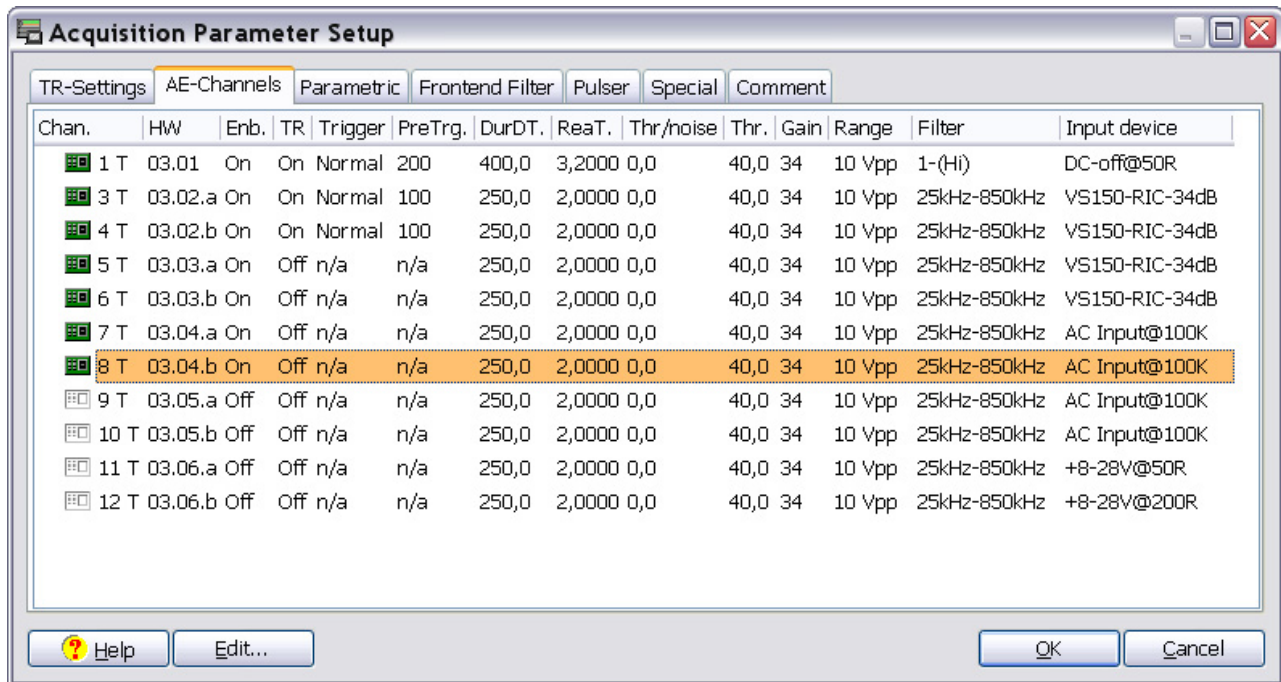 Acquisition Parameter Setup
TR-Settings AE-Channels Parametric Frontend Filter Pulser Special Comment
Chan. HW Enb. TR Trigger PreTrg. DurDT. ReaT. Thr/noise Thr. Gain Range Filter Input device
1 T 03.01 On On Normal 200 400,0 3,2000 0,0 40,0 34 10 Vpp 1-(Hi) DC-off@50R
3 T 03.02.a On On Normal 100 250,0 2,0000 0,0 40,0 34 10 Vpp 25kHz-850kHz VS150-RIC-34dB
4 T 03.02.b On On Normal 100 250,0 2,0000 0,0 40,0 34 10 Vpp 25kHz-850kHz VS150-RIC-34dB
5 T 03.03.a On Off n/a n/a 250,0 2,0000 0,0 40,0 34 10 Vpp 25kHz-850kHz VS150-RIC-34dB
6 T 03.03.b On Off n/a n/a 250,0 2,0000 0,0 40,0 34 10 Vpp 25kHz-850kHz VS150-RIC-34dB
7 T 03.04.a On Off n/a n/a 250,0 2,0000 0,0 40,0 34 10 Vpp 25kHz-850kHz AC Input@100K
8 T 03.04.b On Off n/a n/a 250,0 2,0000 0,0 40,0 34 10 Vpp 25kHz-850kHz AC Input@100K
9 T 03.05.a Off Off n/a n/a 250,0 2,0000 0,0 40,0 34 10 Vpp 25kHz-850kHz AC Input@100K
10 T 03.05.b Off Off n/a n/a 250,0 2,0000 0,0 40,0 34 10 Vpp 25kHz-850kHz AC Input@100K
11 T 03.06.a Off Off n/a n/a 250,0 2,0000 0,0 40,0 34 10 Vpp 25kHz-850kHz +8-28V@50R
12 T 03.06.b Off Off n/a n/a 250,0 2,0000 0,0 40,0 34 10 Vpp 25kHz-850kHz +8-28V@200R
? Help Edit... OK Cancel